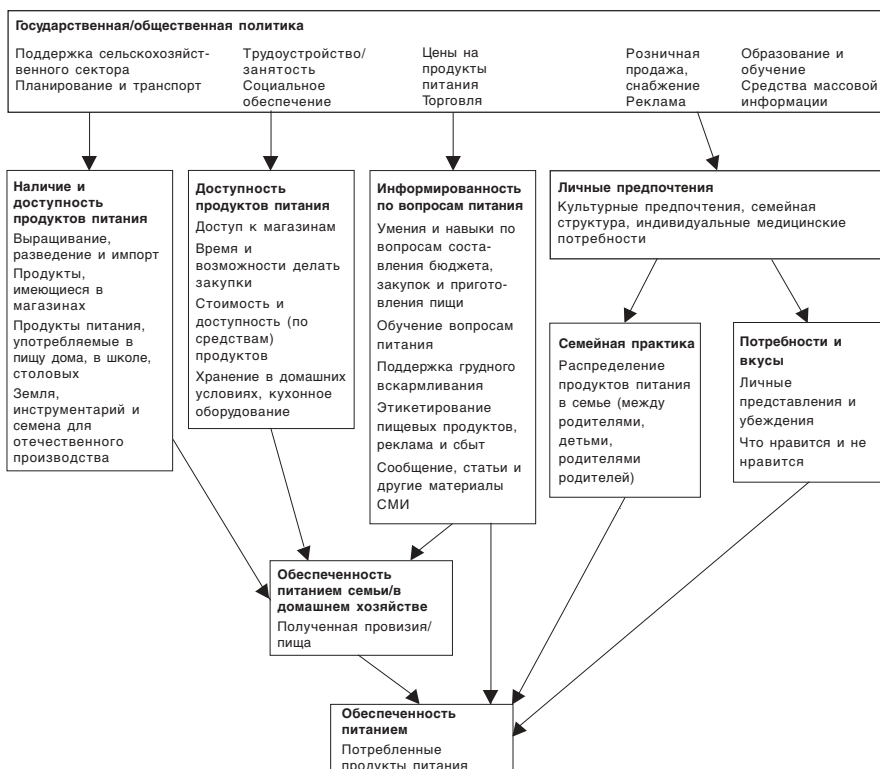 Государственная/общественная политика
Поддержка сельскохозяйст-
венного сектора
Планирование и транспорт
Трудоустройство/
занятость
Социальное
обеспечение
Цены на
продукты
питания
Торговля
Розничная
продажа,
снабжение
Реклама
Образование и
обучение
Средства массовой
информации
Наличие и
доступность
продуктов питания
Выращивание,
разведение и импорт
Продукты,
имеющиеся в
магазинах
Продукты питания,
употребляемые в
пищу дома, в школе,
столовых
Земля,
инструментарий и
семена для
отечественного
производства
Доступность
продуктов питания
Доступ к магазинам
Время и
возможности делать
закупки
Стоимость и
доступность (по
средствам)
продуктов
Хранение в домашних
условиях, кухонное
оборудование
Информированность
по вопросам питания
Умения и навыки по
вопросам соста-
вления бюджета,
закупок и пригото-
вления пищи
Обучение вопросам
питания
Поддержка грудного
вскармливания
Этикетирование
пищевых продуктов,
реклама и сбыт
Сообщение, статьи и
другие материалы
СМИ
Личные предпочтения
Культурные предпочтения, семейная
структура, индивидуальные медицинские
потребности
Семейная практика
Распределение
продуктов питания
в семье (между
родителями,
детьми,
родителями
родителей)
Потребности и
вкусы
Личные
представления и
убеждения
Что нравится и не
нравится
Обеспеченность
питанием семьи/в
домашнем хозяйстве
Полученная провизия/
пища
Обеспеченность
питанием
Потребленные
продукты питания